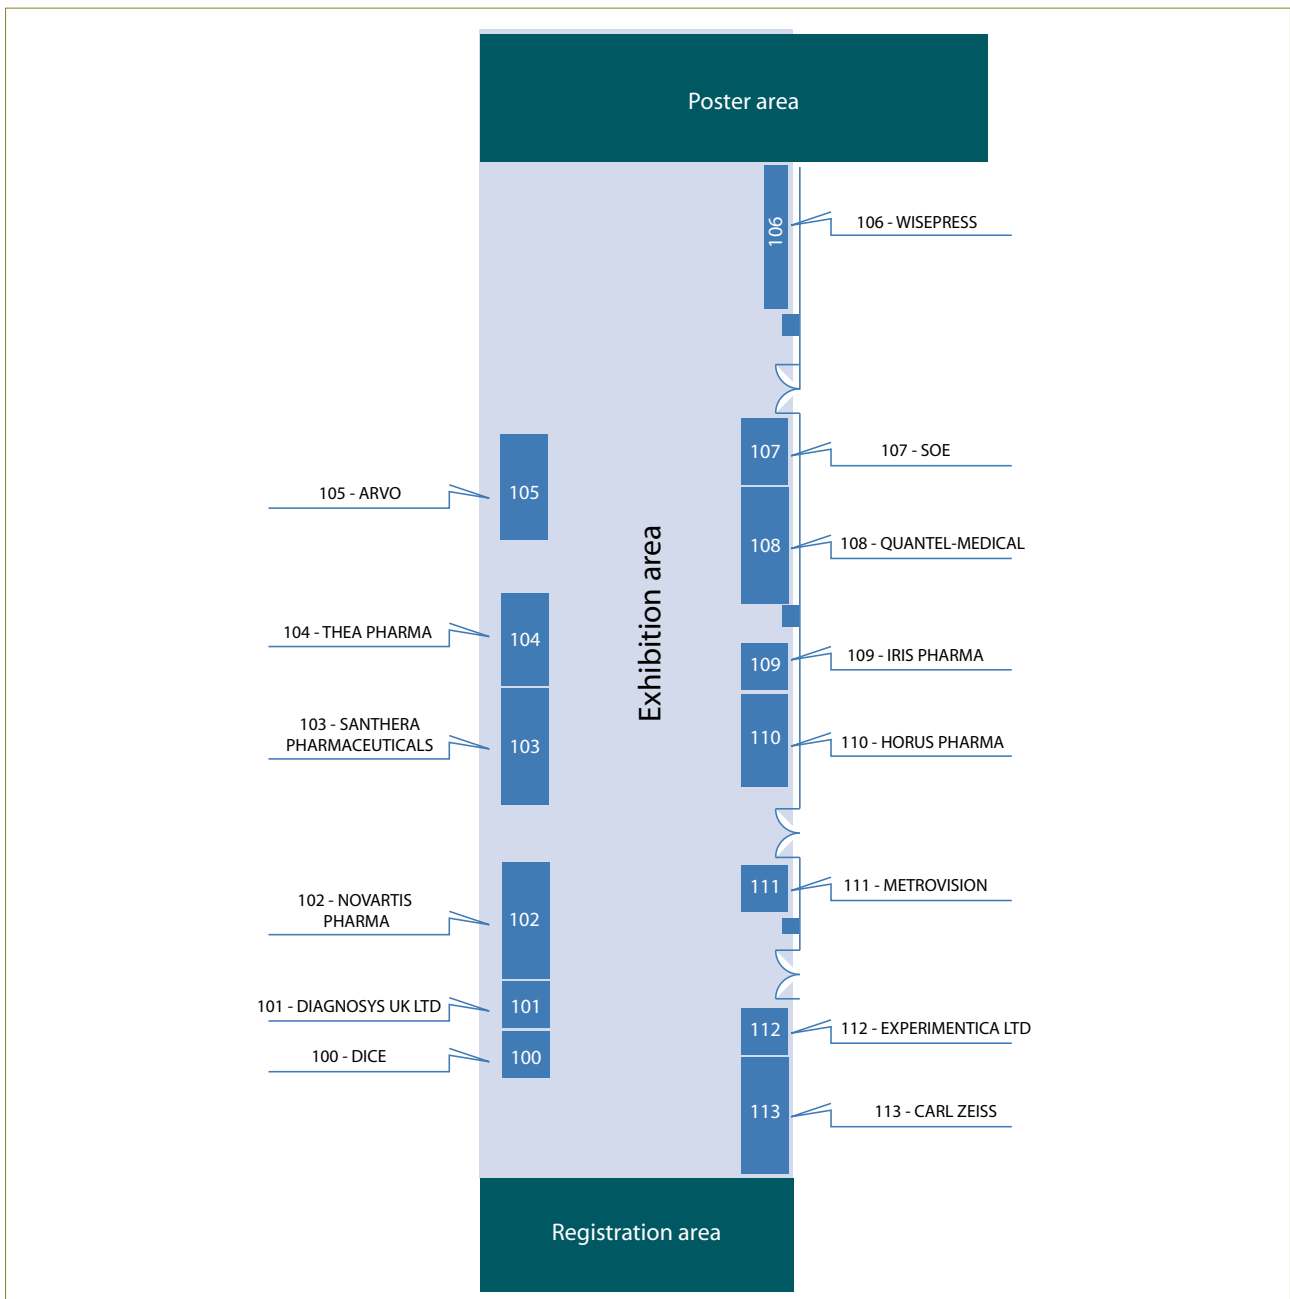 Poster area
106
106 - WISEPRESS
107
107 - SOE
105 - ARVO
105
108
108 - QUANTEL-MEDICAL
Exhibition area
104 - THEA PHARMA
104
109
109 - IRIS PHARMA
103 - SANTHERA
PHARMACEUTICALS
103
110
110 - HORUS PHARMA
111
111 - METROVISION
102 - NOVARTIS
PHARMA
102
101 - DIAGNOSYS UK LTD
101
112
112 - EXPERIMENTICA LTD
100 - DICE
100
113
113 - CARL ZEISS
Registration area